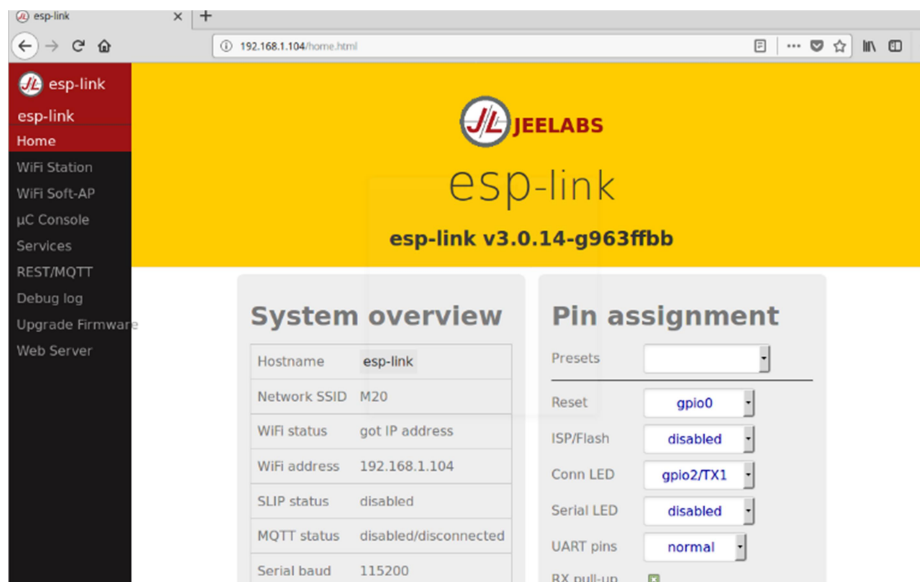 esp-link
192.168.1.104/home.html
esp-link
esp-link
Home
WiFi Station
WiFi Soft-AP
µC Console
Services
REST/MQTT
Debug log
Upgrade Firmware
Web Server
JL JEELABS
esp-link
esp-link v3.0.14-g963ffbb
System overview
Hostname esp-link
Network SSID M20
WiFi status got IP address
WiFi address 192.168.1.104
SLIP status disabled
MQTT status disabled/disconnected
Serial baud 115200
Pin assignment
Presets
Reset gpio0
ISP/Flash disabled
Conn LED gpio2/TX1
Serial LED disabled
UART pins normal
RX pull-up